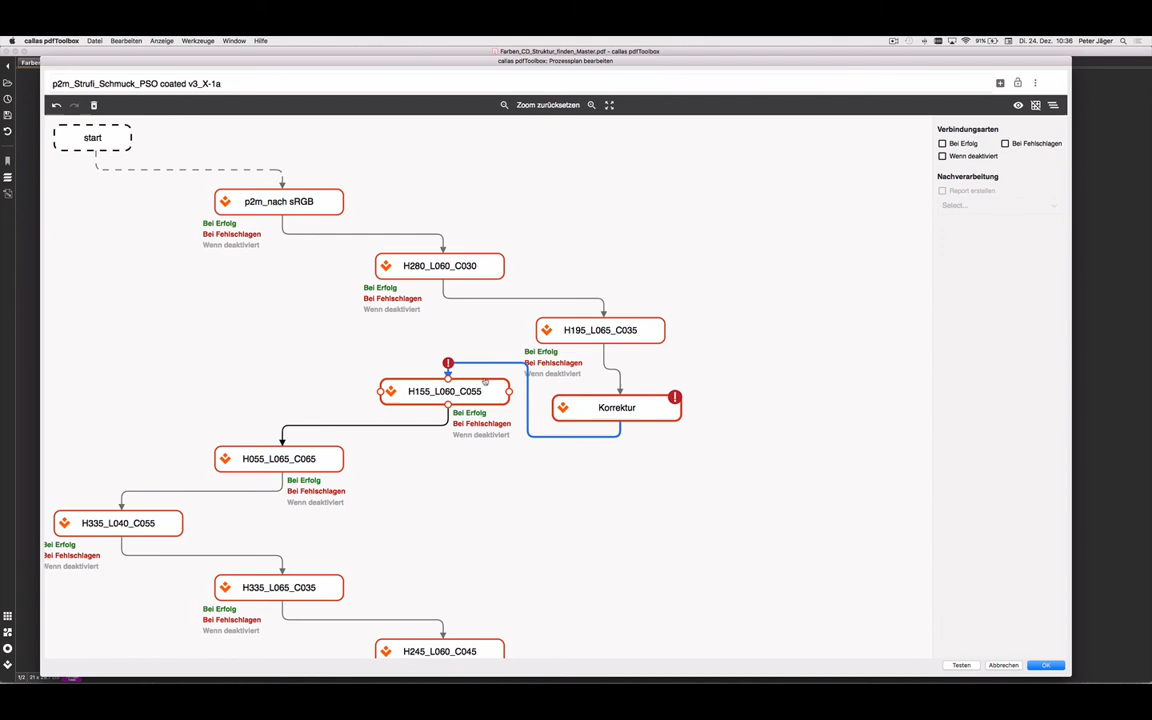 callas pdfToolbox Datei Bearbeiten Anzeige Werkzeuge Window Hilfe 91% Di. 24. Dez. 10:36 Peter Jäger
Farben_CD_Struktur_finden_Master.pdf - callas pdfToolbox
Farben
callas pdfToolbox: Prozessplan bearbeiten
p2m_Strufi_Schmuck_PSO coated v3_X-1a
Zoom zurücksetzen
start
Verbindungsarten
Bei Erfolg Bei Fehlschlagen
Wenn deaktiviert
Nachverarbeitung
Report erstellen
Select...
p2m_nach sRGB
Bei Erfolg
Bei Fehlschlagen
Wenn deaktiviert
H280_L060_C030
Bei Erfolg
Bei Fehlschlagen
Wenn deaktiviert
H195_L065_C035
Bei Erfolg
Bei Fehlschlagen
Wenn deaktiviert
H155_L060_C055
Korrektur
Bei Erfolg
Bei Fehlschlagen
Wenn deaktiviert
H055_L065_C065
Bei Erfolg
Bei Fehlschlagen
Wenn deaktiviert
H335_L040_C055
Bei Erfolg
Bei Fehlschlagen
Wenn deaktiviert
H335_L065_C035
Bei Erfolg
Bei Fehlschlagen
Wenn deaktiviert
H245_L060_C045
Testen Abbrechen OK
1/2